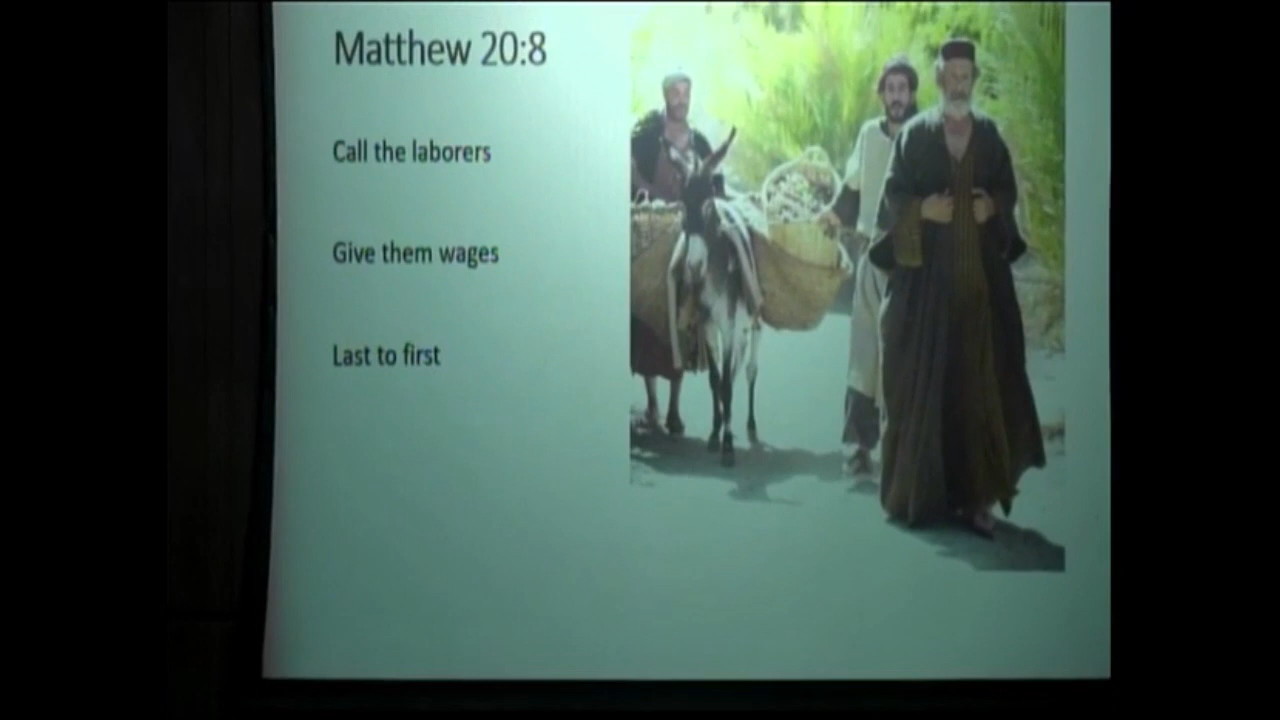 Matthew 20:8
Call the laborers
Give them wages
Last to first